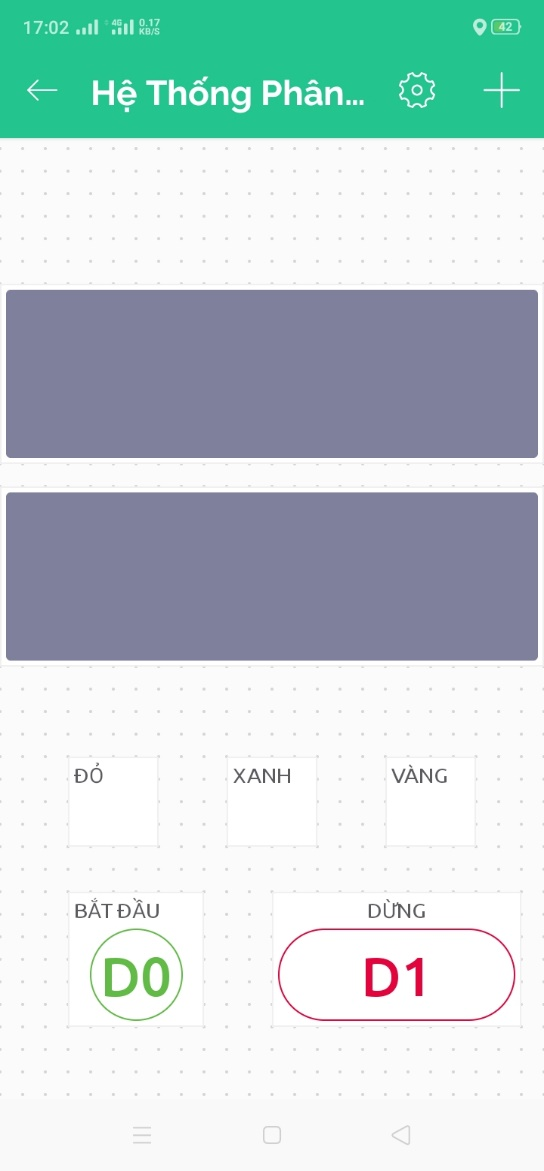 17:02 4G 0.17 KB/S 42
Hệ Thống Phân...
ĐỎ XANH VÀNG
BẮT ĐẦU DỪNG
D0 D1